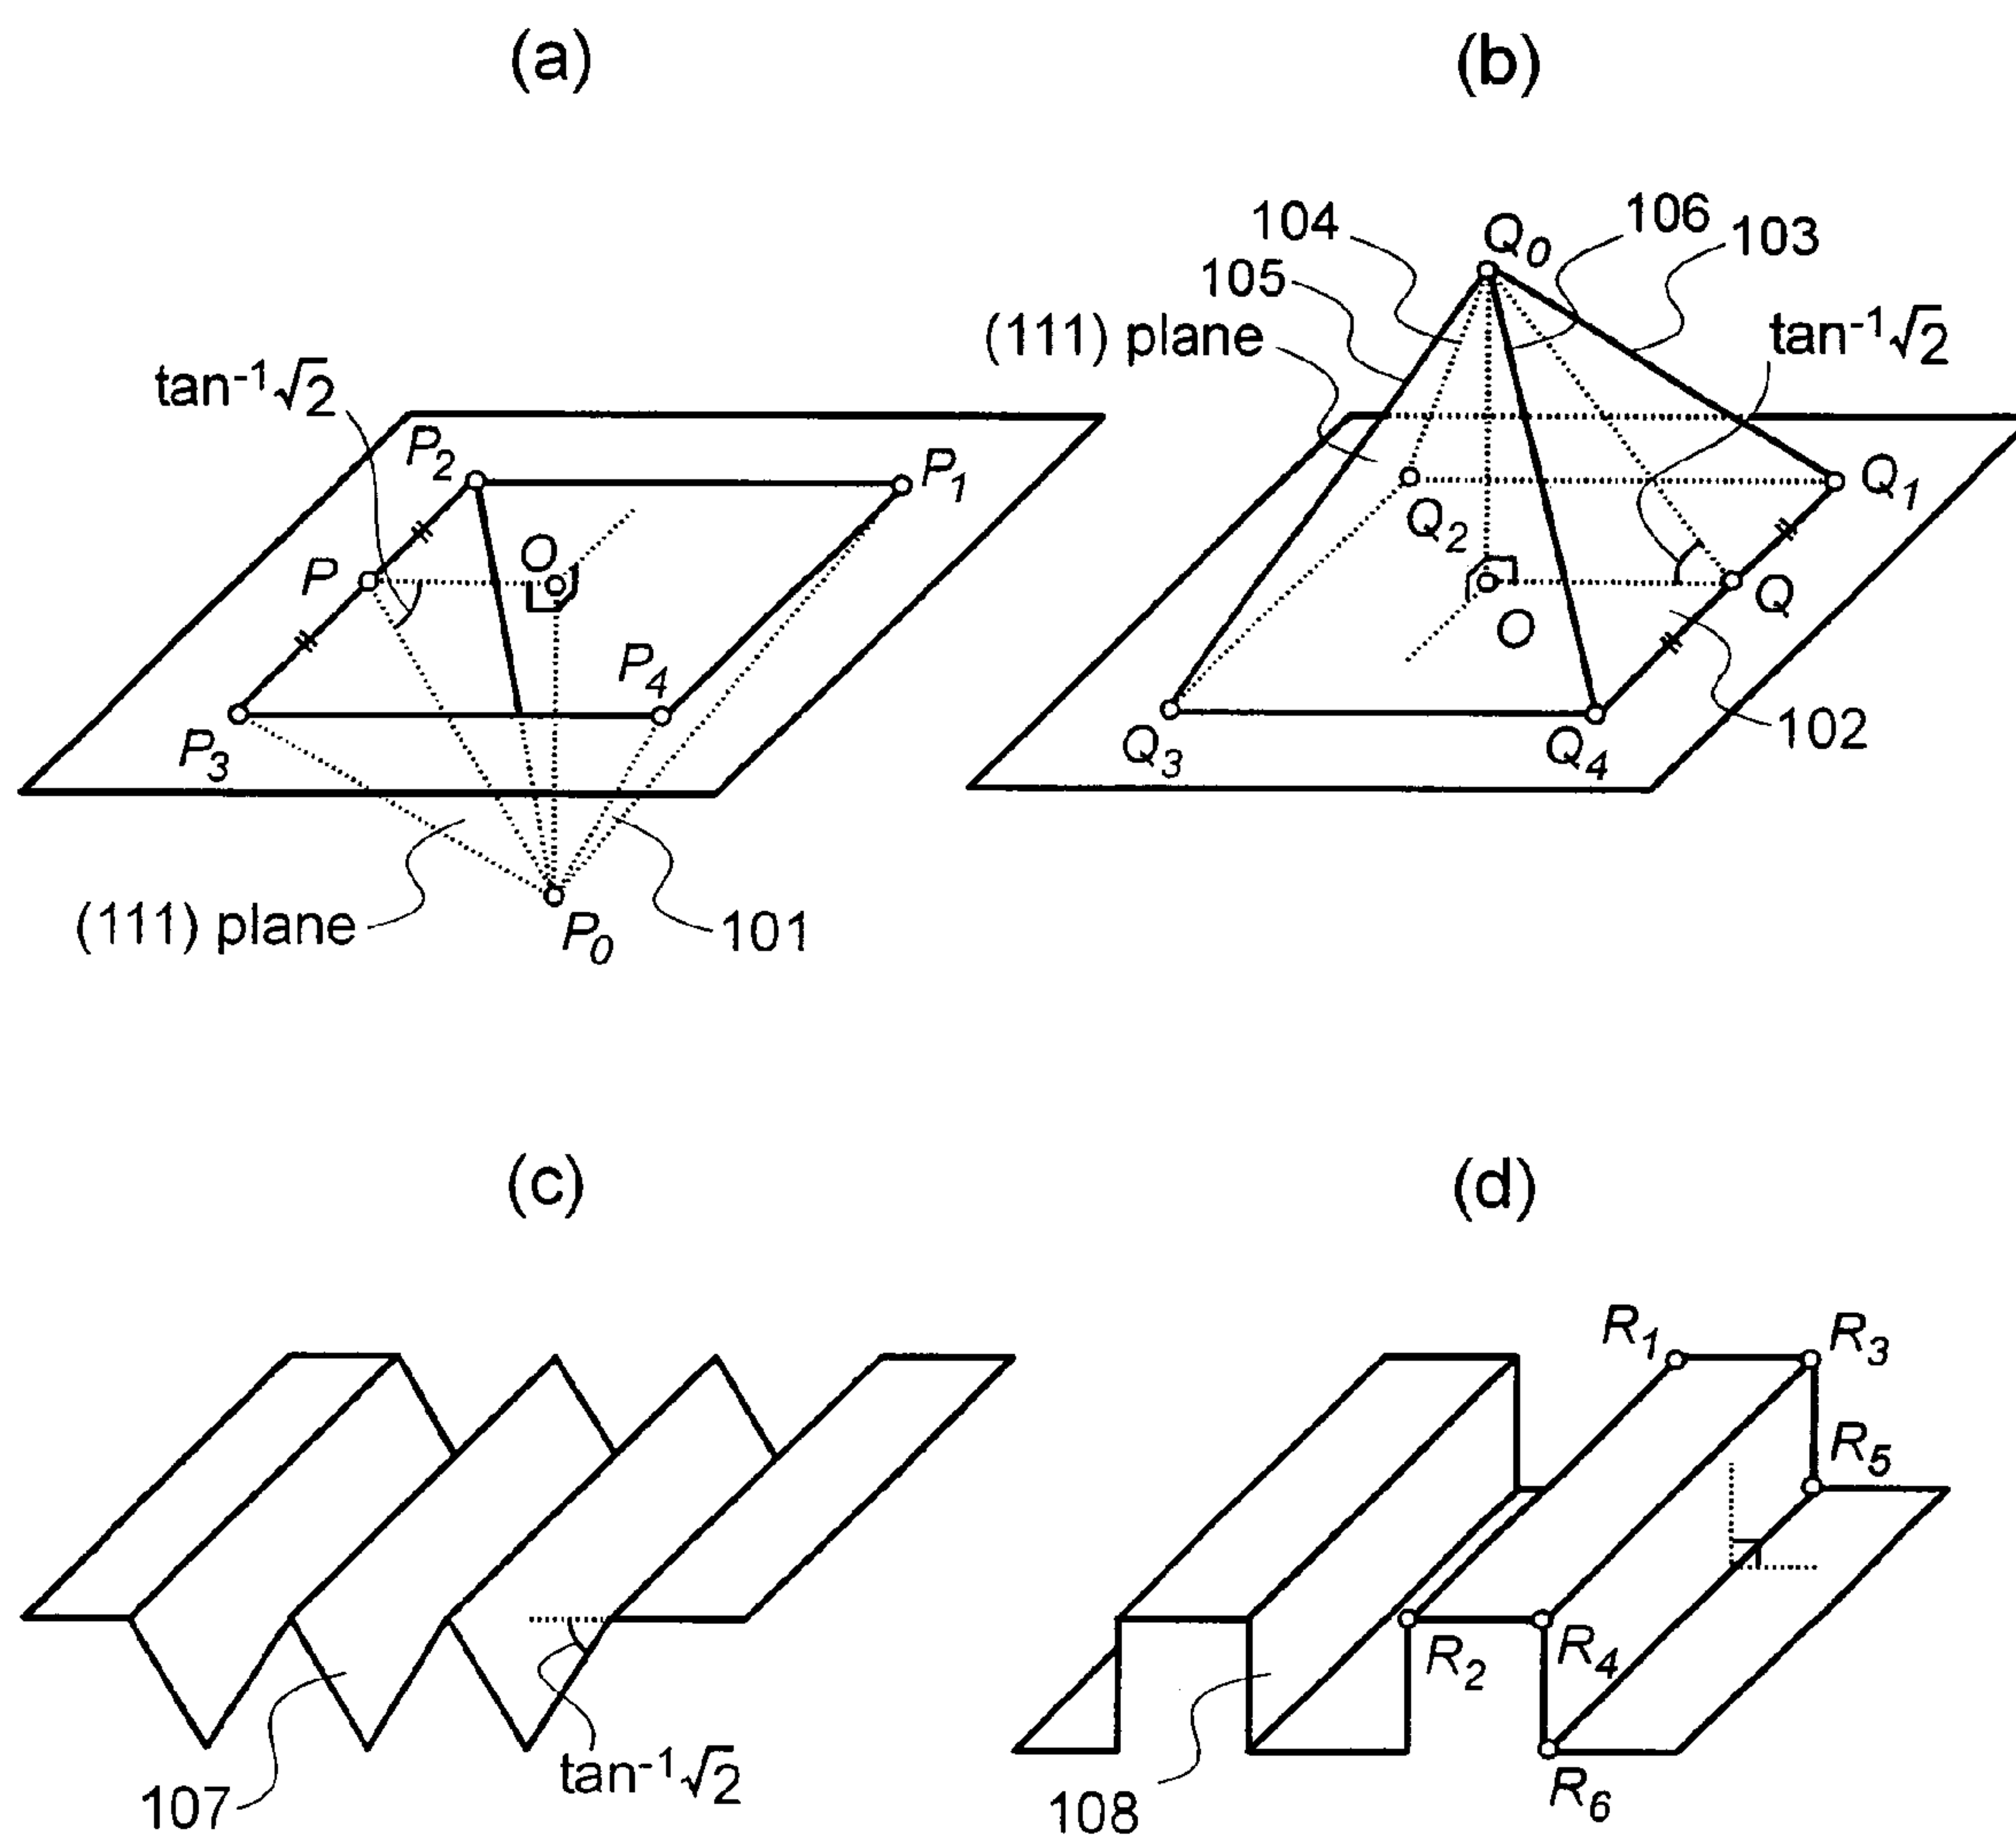 (a)
tan⁻¹√2
P₂
P₁
P
O
P₄
P₃
(111) plane
P₀
101
(b)
104
105
106
103
Q₀
(111) plane
tan⁻¹√2
Q₂
Q₁
Q
O
Q₃
Q₄
102
(c)
tan⁻¹√2
107
(d)
R₁
R₃
R₅
R₂
R₄
108
R₆